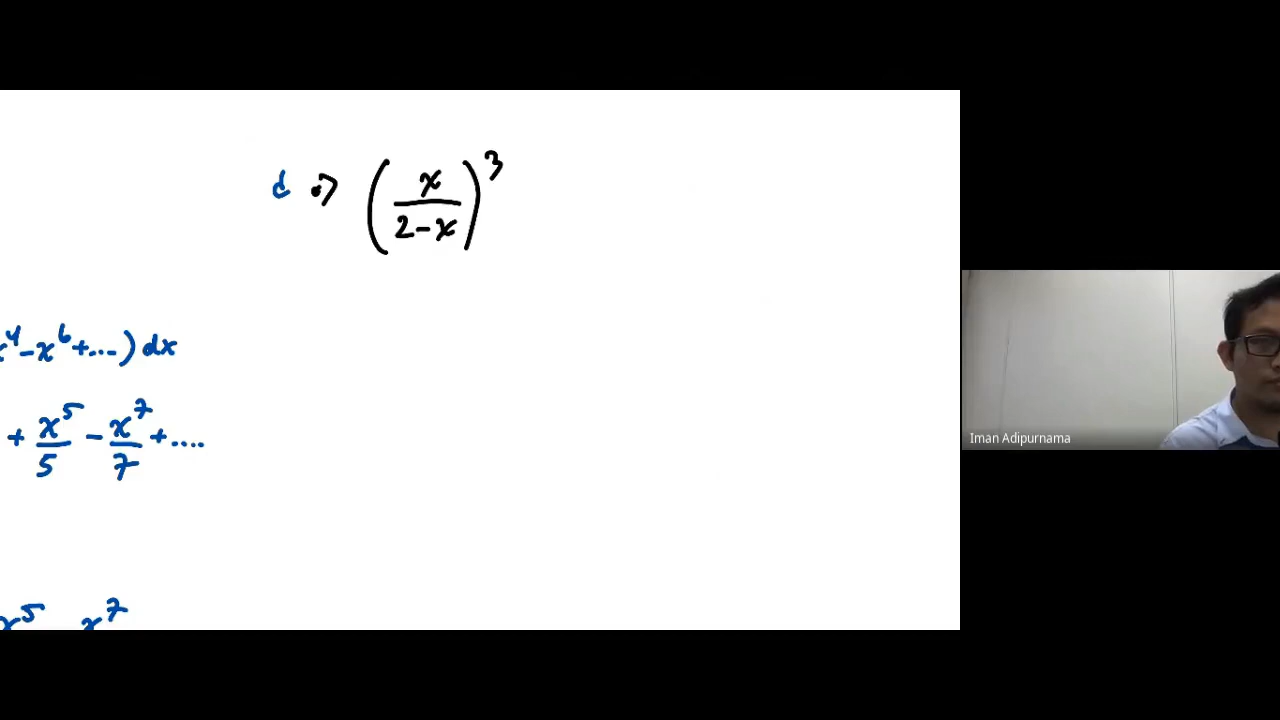 d •) (x/(2-x))³
x⁴-x⁶+...) dx
+ x⁵/5 - x⁷/7 + ....
x⁵ x⁷
Iman Adipurnama